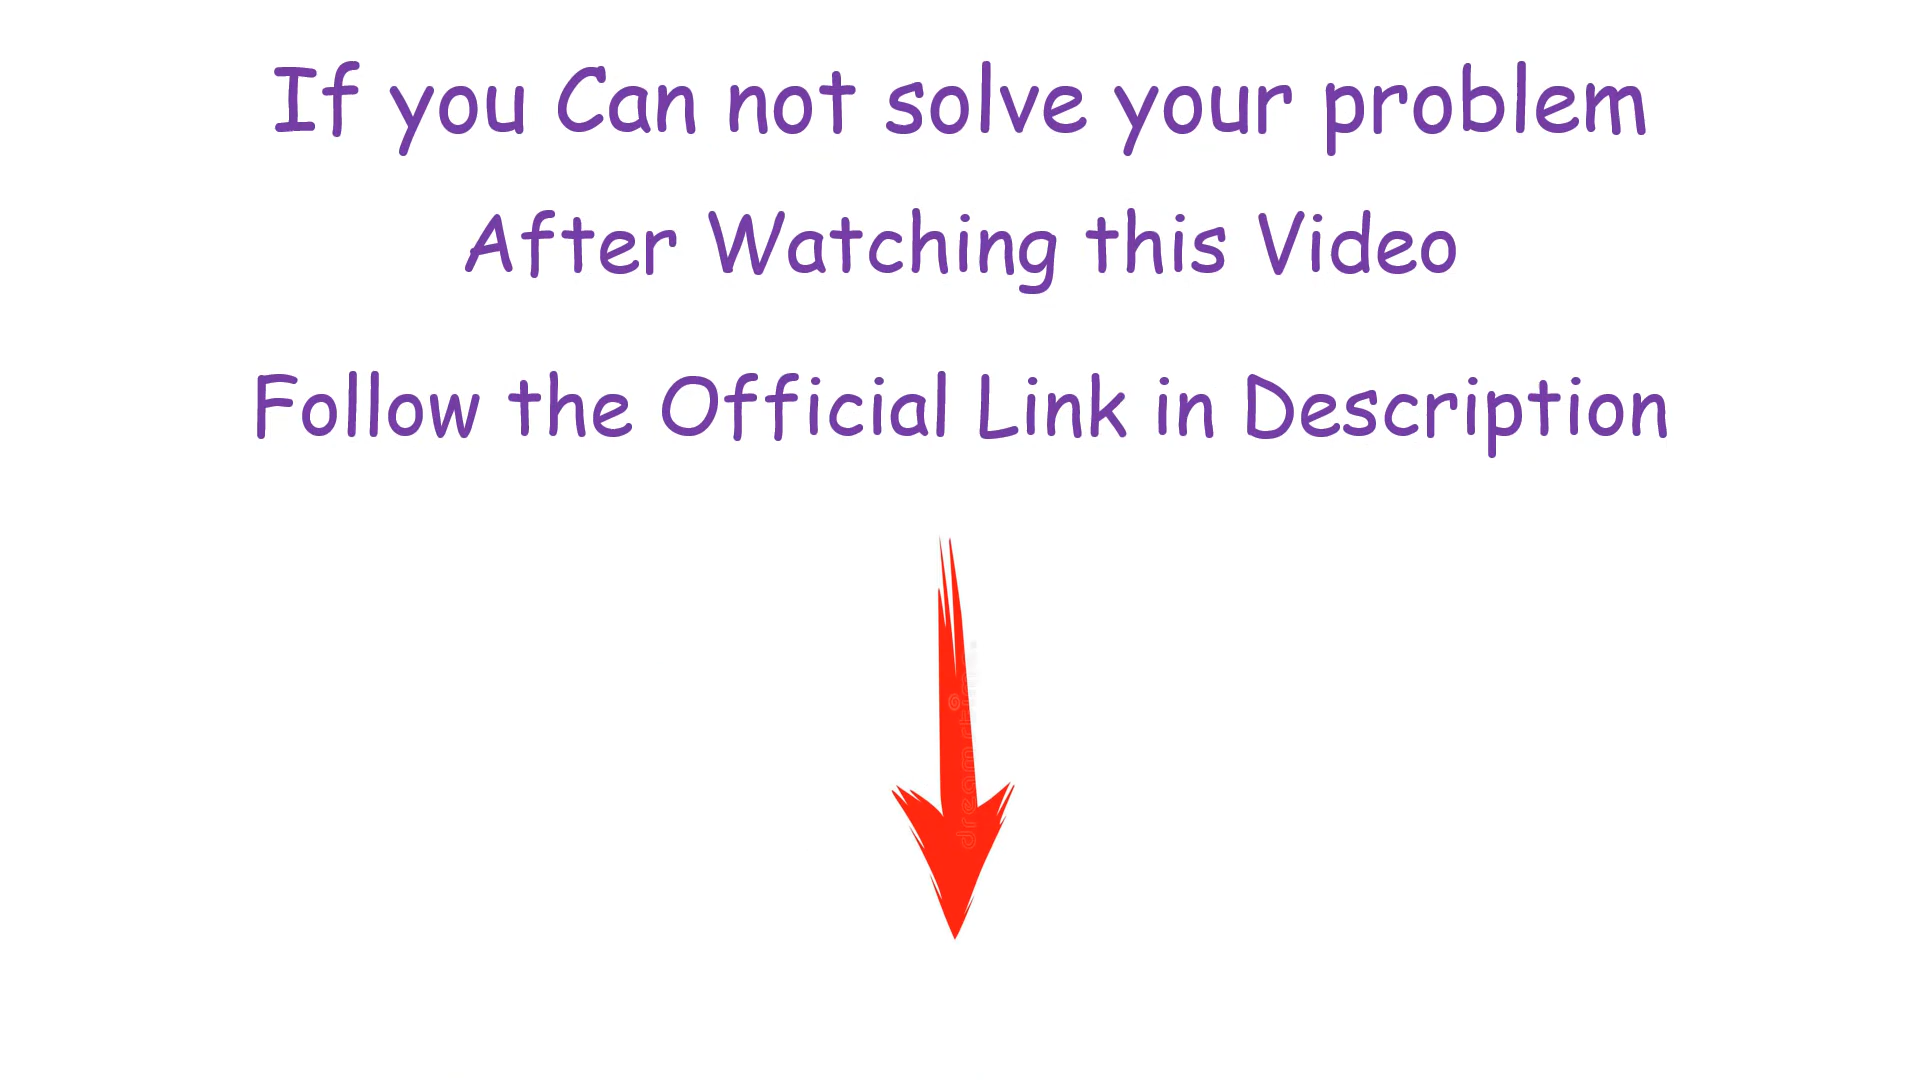 If you Can not solve your problem
After Watching this Video
Follow the Official Link in Description